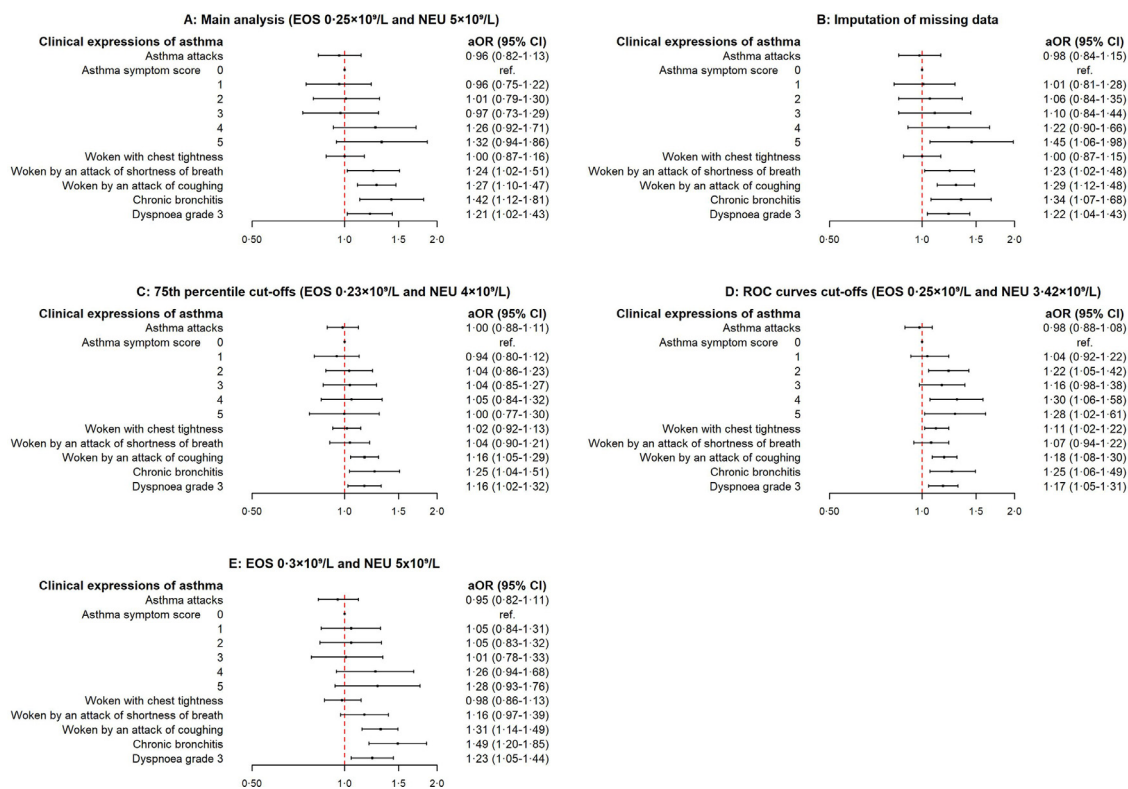 A: Main analysis (EOS 0·25×10⁹/L and NEU 5×10⁹/L)
Clinical expressions of asthma aOR (95% CI)
Asthma attacks 0·96 (0·82-1·13)
Asthma symptom score 0 ref.
1 0·96 (0·75-1·22)
2 1·01 (0·79-1·30)
3 0·97 (0·73-1·29)
4 1·26 (0·92-1·71)
5 1·32 (0·94-1·86)
Woken with chest tightness 1·00 (0·87-1·16)
Woken by an attack of shortness of breath 1·24 (1·02-1·51)
Woken by an attack of coughing 1·27 (1·10-1·47)
Chronic bronchitis 1·42 (1·12-1·81)
Dyspnoea grade 3 1·21 (1·02-1·43)
0·50 1·0 1·5 2·0
B: Imputation of missing data
Clinical expressions of asthma aOR (95% CI)
Asthma attacks 0·98 (0·84-1·15)
Asthma symptom score 0 ref.
1 1·01 (0·81-1·28)
2 1·06 (0·84-1·35)
3 1·10 (0·84-1·44)
4 1·22 (0·90-1·66)
5 1·45 (1·06-1·98)
Woken with chest tightness 1·00 (0·87-1·15)
Woken by an attack of shortness of breath 1·23 (1·02-1·48)
Woken by an attack of coughing 1·29 (1·12-1·48)
Chronic bronchitis 1·34 (1·07-1·68)
Dyspnoea grade 3 1·22 (1·04-1·43)
0·50 1·0 1·5 2·0
C: 75th percentile cut-offs (EOS 0·23×10⁹/L and NEU 4×10⁹/L)
Clinical expressions of asthma aOR (95% CI)
Asthma attacks 1·00 (0·88-1·11)
Asthma symptom score 0 ref.
1 0·94 (0·80-1·12)
2 1·04 (0·86-1·23)
3 1·04 (0·85-1·27)
4 1·05 (0·84-1·32)
5 1·00 (0·77-1·30)
Woken with chest tightness 1·02 (0·92-1·13)
Woken by an attack of shortness of breath 1·04 (0·90-1·21)
Woken by an attack of coughing 1·16 (1·05-1·29)
Chronic bronchitis 1·25 (1·04-1·51)
Dyspnoea grade 3 1·16 (1·02-1·32)
0·50 1·0 1·5 2·0
D: ROC curves cut-offs (EOS 0·25×10⁹/L and NEU 3·42×10⁹/L)
Clinical expressions of asthma aOR (95% CI)
Asthma attacks 0·98 (0·88-1·08)
Asthma symptom score 0 ref.
1 1·04 (0·92-1·22)
2 1·22 (1·05-1·42)
3 1·16 (0·98-1·38)
4 1·30 (1·06-1·58)
5 1·28 (1·02-1·61)
Woken with chest tightness 1·11 (1·02-1·22)
Woken by an attack of shortness of breath 1·07 (0·94-1·22)
Woken by an attack of coughing 1·18 (1·08-1·30)
Chronic bronchitis 1·25 (1·06-1·49)
Dyspnoea grade 3 1·17 (1·05-1·31)
0·50 1·0 1·5 2·0
E: EOS 0·3×10⁹/L and NEU 5x10⁹/L
Clinical expressions of asthma aOR (95% CI)
Asthma attacks 0·95 (0·82-1·11)
Asthma symptom score 0 ref.
1 1·05 (0·84-1·31)
2 1·05 (0·83-1·32)
3 1·01 (0·78-1·33)
4 1·26 (0·94-1·68)
5 1·28 (0·93-1·76)
Woken with chest tightness 0·98 (0·86-1·13)
Woken by an attack of shortness of breath 1·16 (0·97-1·39)
Woken by an attack of coughing 1·31 (1·14-1·49)
Chronic bronchitis 1·49 (1·20-1·85)
Dyspnoea grade 3 1·23 (1·05-1·44)
0·50 1·0 1·5 2·0